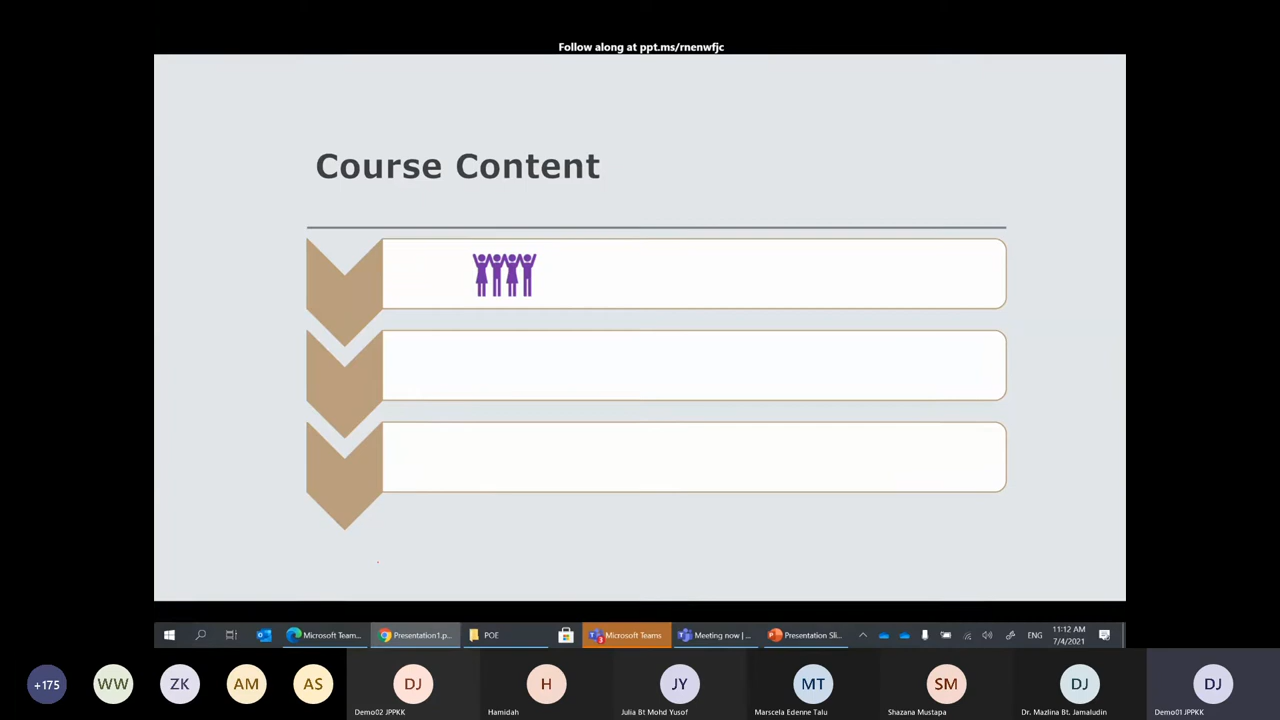 Follow along at ppt.ms/rnenwfjc
Course Content
Microsoft Team...
Presentation1.p...
POE
3
Microsoft Teams
Meeting now | ...
Presentation Sli...
ENG
11:12 AM
7/4/2021
+175
WW
ZK
AM
AS
DJ
H
JY
MT
SM
DJ
DJ
Demo02 JPPKK
Hamidah
Julia Bt Mohd Yusof
Marscela Edenne Talu
Shazana Mustapa
Dr. Mazlina Bt. Jamaludin
Demo01 JPPKK